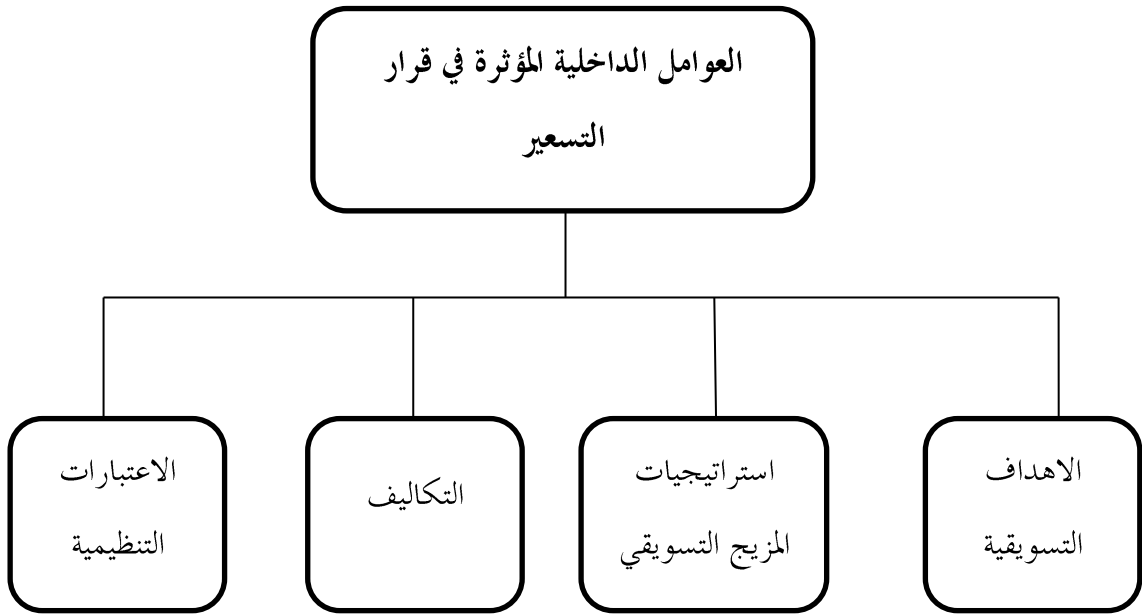 العوامل الداخلية المؤثرة في قرار
التسعير
الاهداف
التسويقية
استراتيجيات
المزيج التسويقي
التكاليف
الاعتبارات
التنظيمية